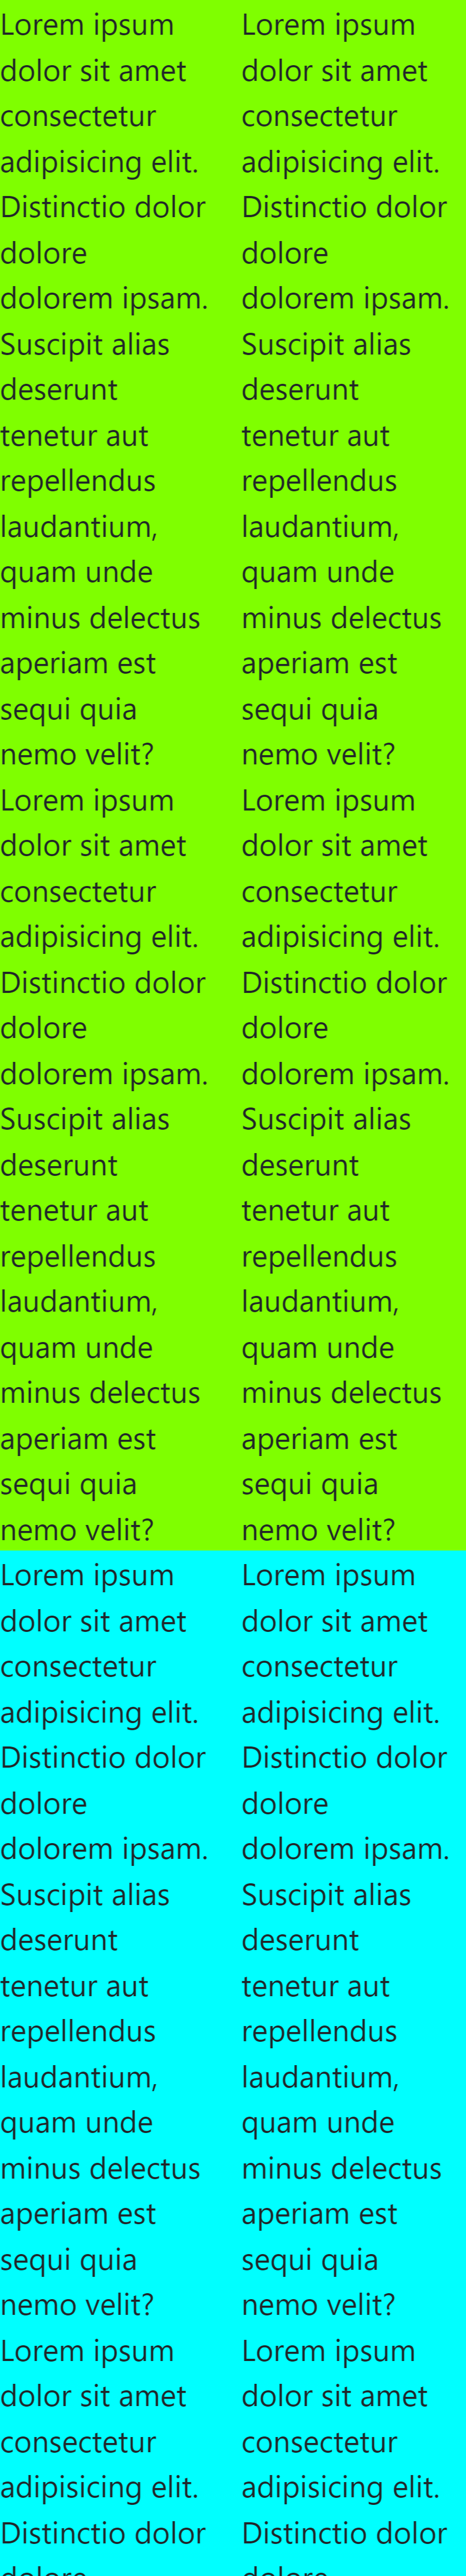 Lorem ipsum
dolor sit amet
consectetur
adipisicing elit.
Distinctio dolor
dolore
dolorem ipsam.
Suscipit alias
deserunt
tenetur aut
repellendus
laudantium,
quam unde
minus delectus
aperiam est
sequi quia
nemo velit?
Lorem ipsum
dolor sit amet
consectetur
adipisicing elit.
Distinctio dolor
dolore
dolorem ipsam.
Suscipit alias
deserunt
tenetur aut
repellendus
laudantium,
quam unde
minus delectus
aperiam est
sequi quia
nemo velit?
Lorem ipsum
dolor sit amet
consectetur
adipisicing elit.
Distinctio dolor
dolore
dolorem ipsam.
Suscipit alias
deserunt
tenetur aut
repellendus
laudantium,
quam unde
minus delectus
aperiam est
sequi quia
nemo velit?
Lorem ipsum
dolor sit amet
consectetur
adipisicing elit.
Distinctio dolor
dolore
dolorem ipsam.
Suscipit alias
deserunt
tenetur aut
repellendus
laudantium,
quam unde
minus delectus
aperiam est
sequi quia
nemo velit?
Lorem ipsum
dolor sit amet
consectetur
adipisicing elit.
Distinctio dolor
dolore
dolorem ipsam.
Suscipit alias
deserunt
tenetur aut
repellendus
laudantium,
quam unde
minus delectus
aperiam est
sequi quia
nemo velit?
Lorem ipsum
dolor sit amet
consectetur
adipisicing elit.
Distinctio dolor
dolore
Lorem ipsum
dolor sit amet
consectetur
adipisicing elit.
Distinctio dolor
dolore
dolorem ipsam.
Suscipit alias
deserunt
tenetur aut
repellendus
laudantium,
quam unde
minus delectus
aperiam est
sequi quia
nemo velit?
Lorem ipsum
dolor sit amet
consectetur
adipisicing elit.
Distinctio dolor
dolore